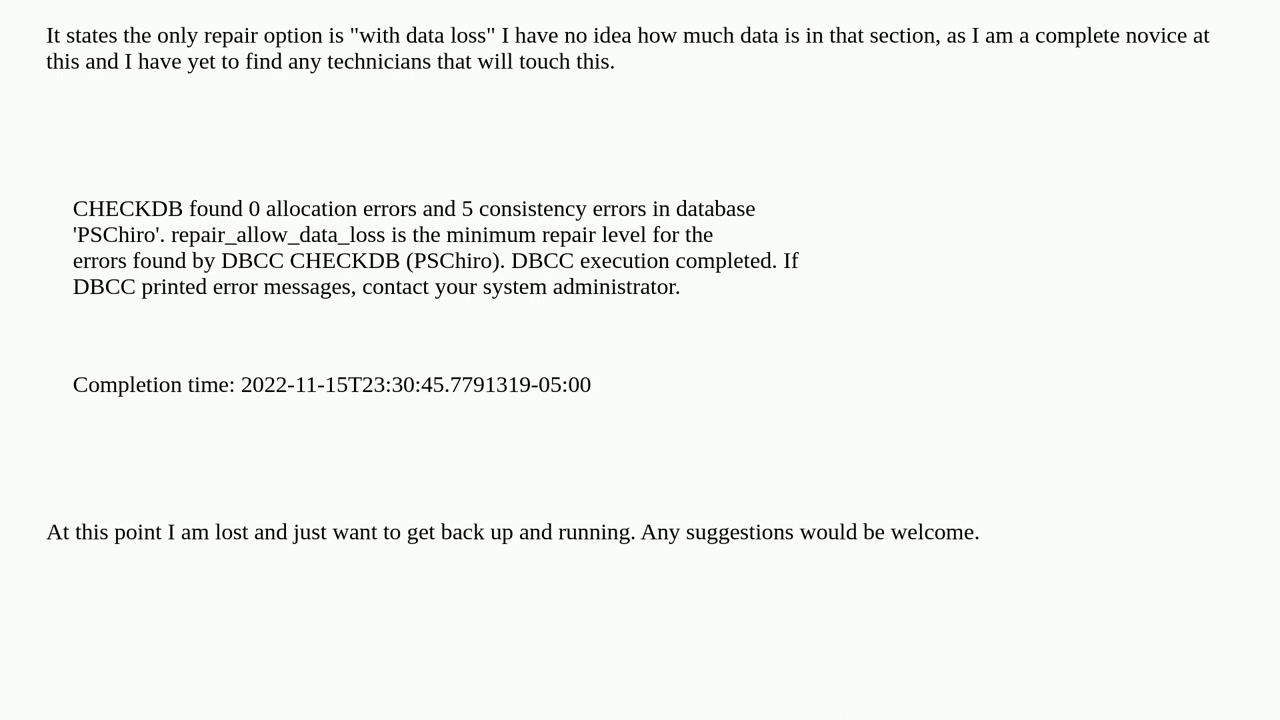 It states the only repair option is "with data loss" I have no idea how much data is in that section, as I am a complete novice at
this and I have yet to find any technicians that will touch this.
CHECKDB found 0 allocation errors and 5 consistency errors in database
'PSChiro'. repair_allow_data_loss is the minimum repair level for the
errors found by DBCC CHECKDB (PSChiro). DBCC execution completed. If
DBCC printed error messages, contact your system administrator.
Completion time: 2022-11-15T23:30:45.7791319-05:00
At this point I am lost and just want to get back up and running. Any suggestions would be welcome.